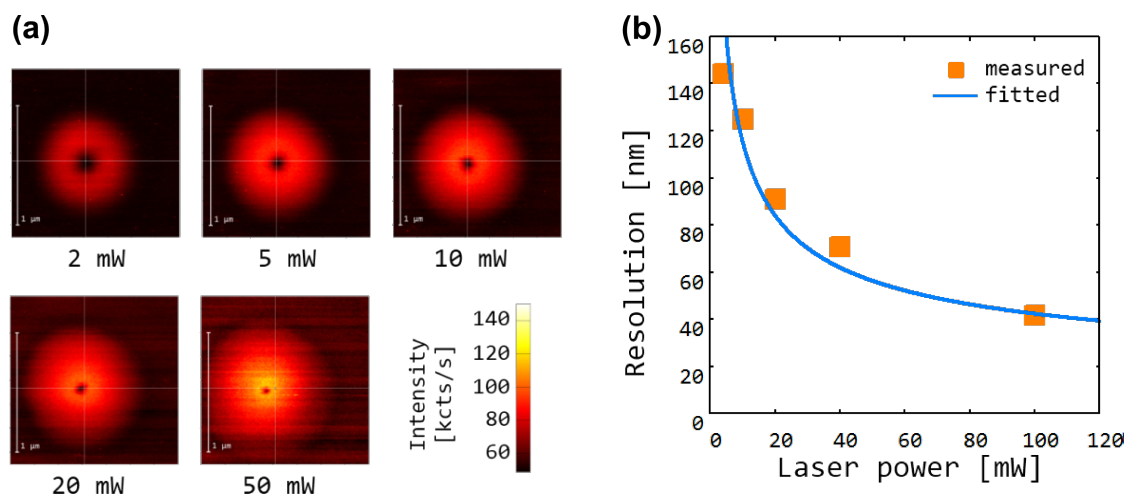 (a)
1 μm
2 mW
1 μm
5 mW
1 μm
10 mW
1 μm
20 mW
1 μm
50 mW
Intensity
[kcts/s]
140
120
100
80
60
(b)
Resolution [nm]
160
140
120
100
80
60
40
20
0
measured
fitted
0 20 40 60 80 100 120
Laser power [mW]